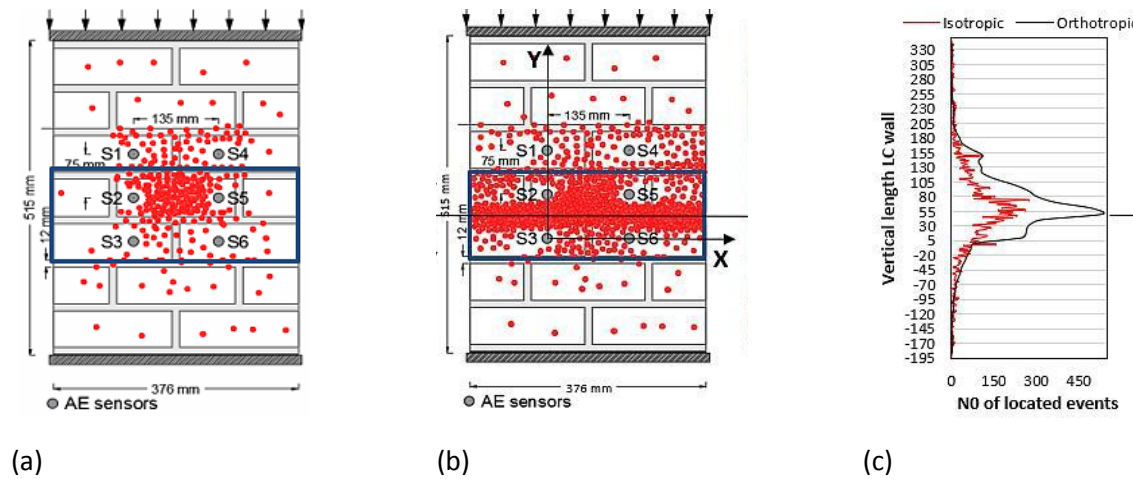 135 mm
S1
S4
75 mm
S2
S5
S3
S6
515 mm
12 mm
376 mm
AE sensors
(a)
Y
135 mm
S1
S4
75 mm
S2
S5
S3
S6
X
515 mm
12 mm
376 mm
AE sensors
(b)
Isotropic
Orthotropic
Vertical length LC wall
330
305
280
255
230
205
180
155
130
105
80
55
30
5
-20
-45
-70
-95
-120
-145
-170
-195
0 150 300 450
N0 of located events
(c)